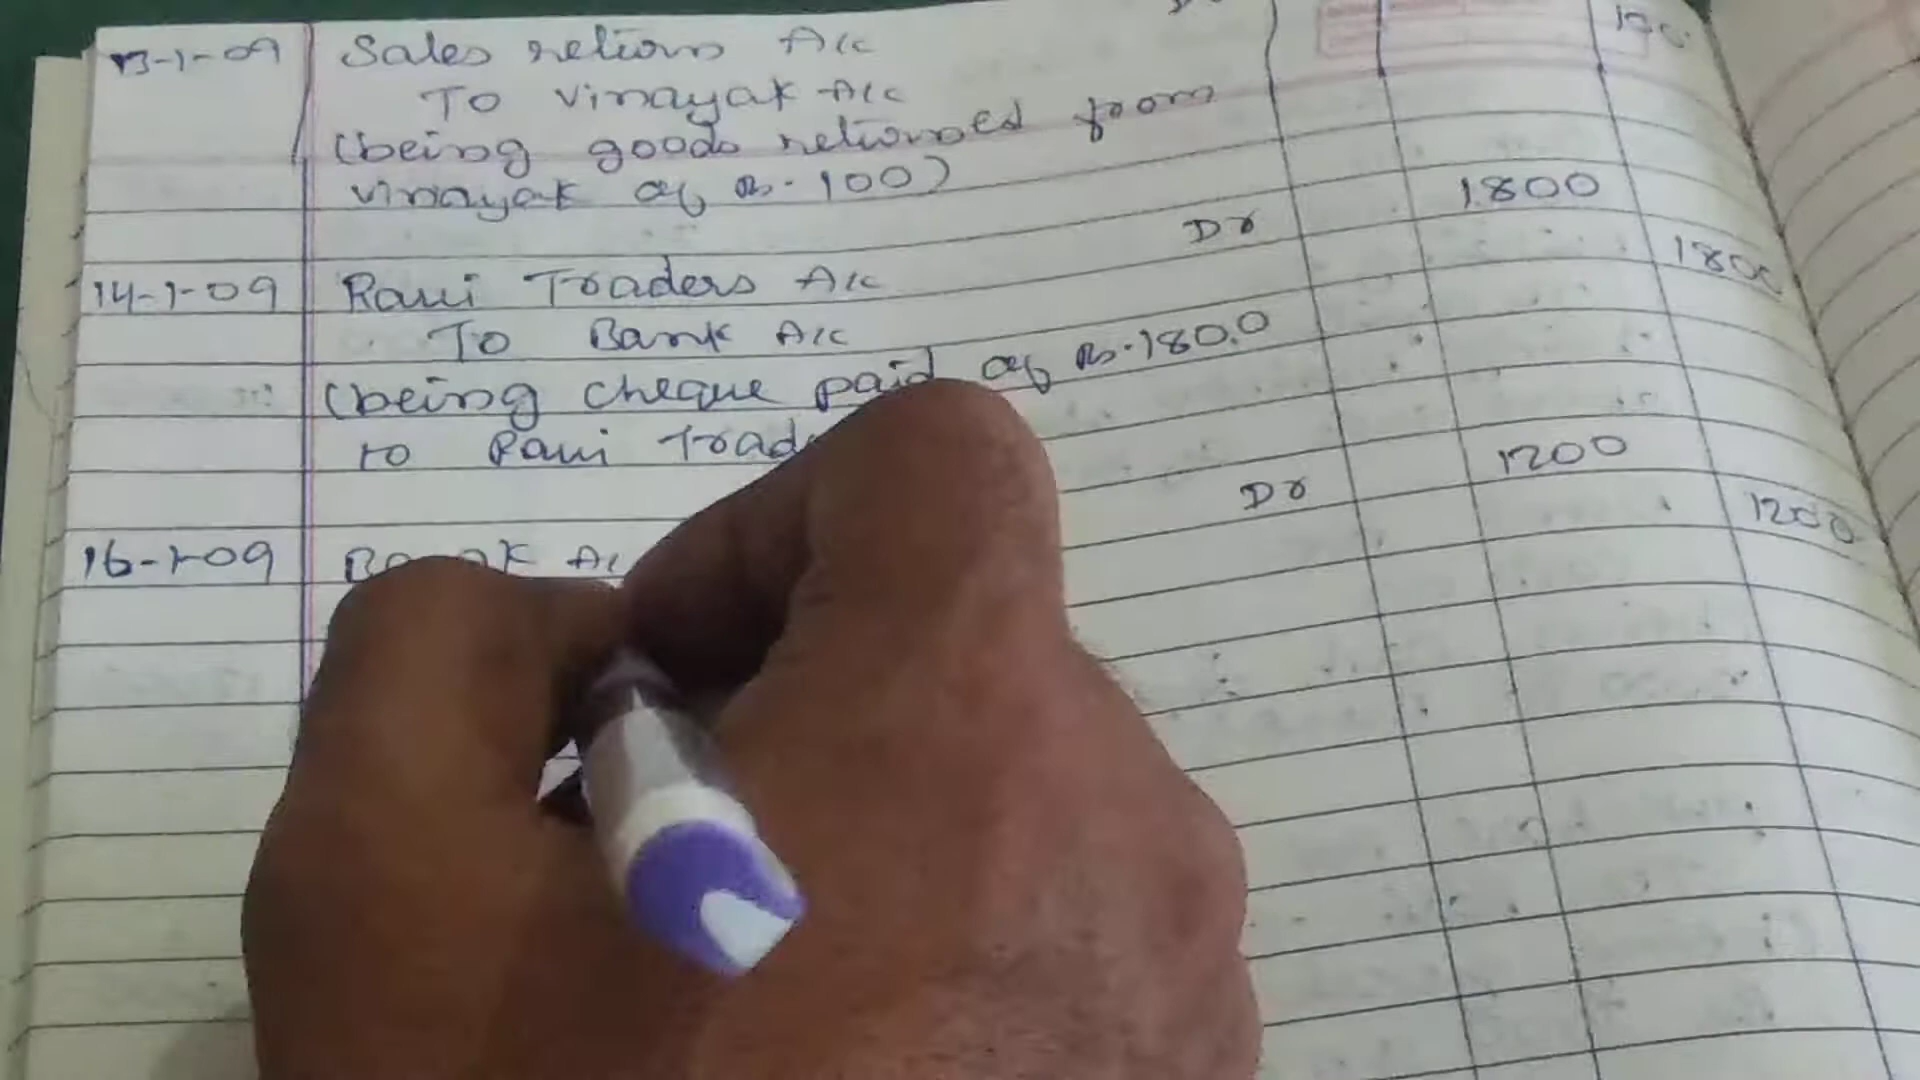 13-1-09 Sales return A/c
To Vinayak A/c
(being goods returned from
Vinayak of Rs. 100)
14-1-09 Ravi Traders A/c Dr 1800
To Bank A/c 1800
(being cheque paid of Rs. 1800
to Ravi
16-1-09 Bank Dr 1200
1200